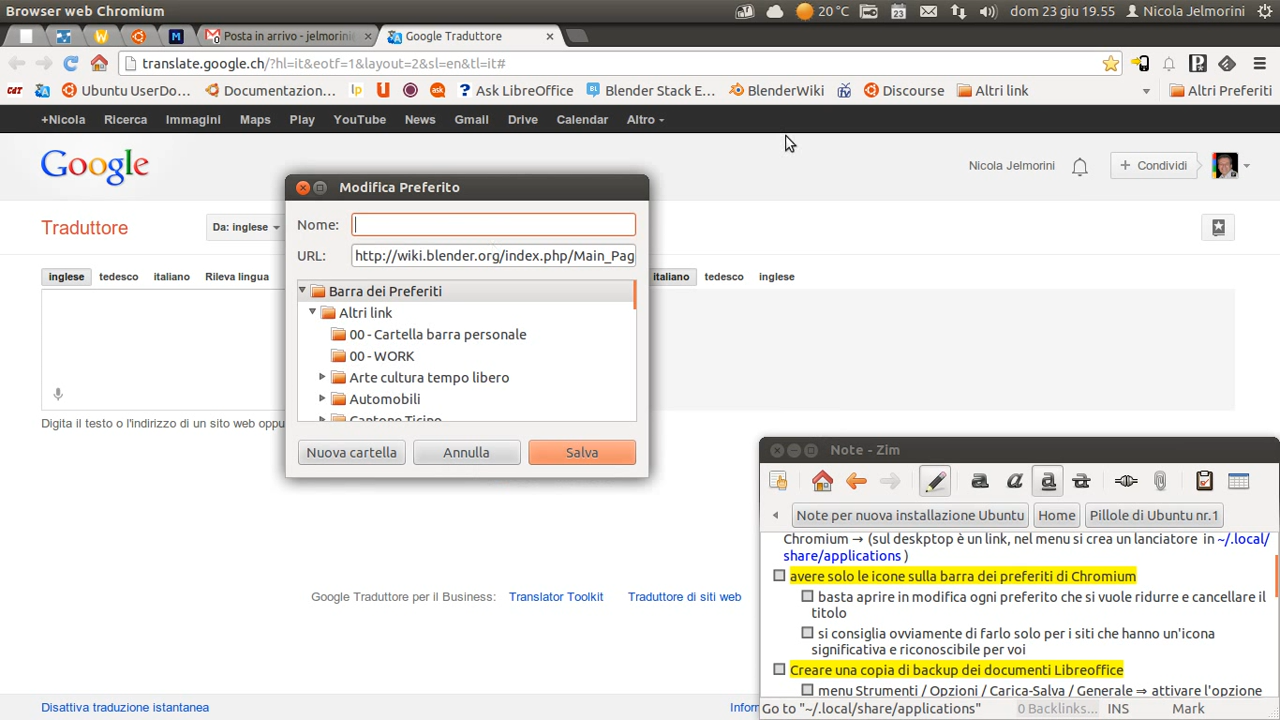 Browser web Chromium
20 °C
23
dom 23 giu 19.55
Nicola Jelmorini
Posta in arrivo - jelmorini
Google Traduttore
translate.google.ch/?hl=it&eotf=1&layout=2&sl=en&tl=it#
CAT
Ubuntu UserDo...
Documentazion...
lp
U
ask
? Ask LibreOffice
Blender Stack E...
BlenderWiki
Discourse
Altri link
Altri Preferiti
+Nicola
Ricerca
Immagini
Maps
Play
YouTube
News
Gmail
Drive
Calendar
Altro
Google
Nicola Jelmorini
+ Condividi
Traduttore
Da: inglese
inglese
tedesco
italiano
Rileva lingua
italiano
tedesco
inglese
Digita il testo o l'indirizzo di un sito web
Modifica Preferito
Nome:
URL:
http://wiki.blender.org/index.php/Main_Pag
Barra dei Preferiti
Altri link
00 - Cartella barra personale
00 - WORK
Arte cultura tempo libero
Automobili
Cantone Ticino
Nuova cartella
Annulla
Salva
Google Traduttore per il Business:
Translator Toolkit
Traduttore di siti web
Disattiva traduzione istantanea
Note - Zim
Note per nuova installazione Ubuntu
Home
Pillole di Ubuntu nr.1
Chromium → (sul deskptop è un link, nel menu si crea un lanciatore in ~/.local/
share/applications )
avere solo le icone sulla barra dei preferiti di Chromium
basta aprire in modifica ogni preferito che si vuole ridurre e cancellare il
titolo
si consiglia ovviamente di farlo solo per i siti che hanno un'icona
significativa e riconoscibile per voi
Creare una copia di backup dei documenti Libreoffice
menu Strumenti / Opzioni / Carica-Salva / Generale ⇒ attivare l'opzione
Go to "~/.local/share/applications"
0 Backlinks...
INS
Mark